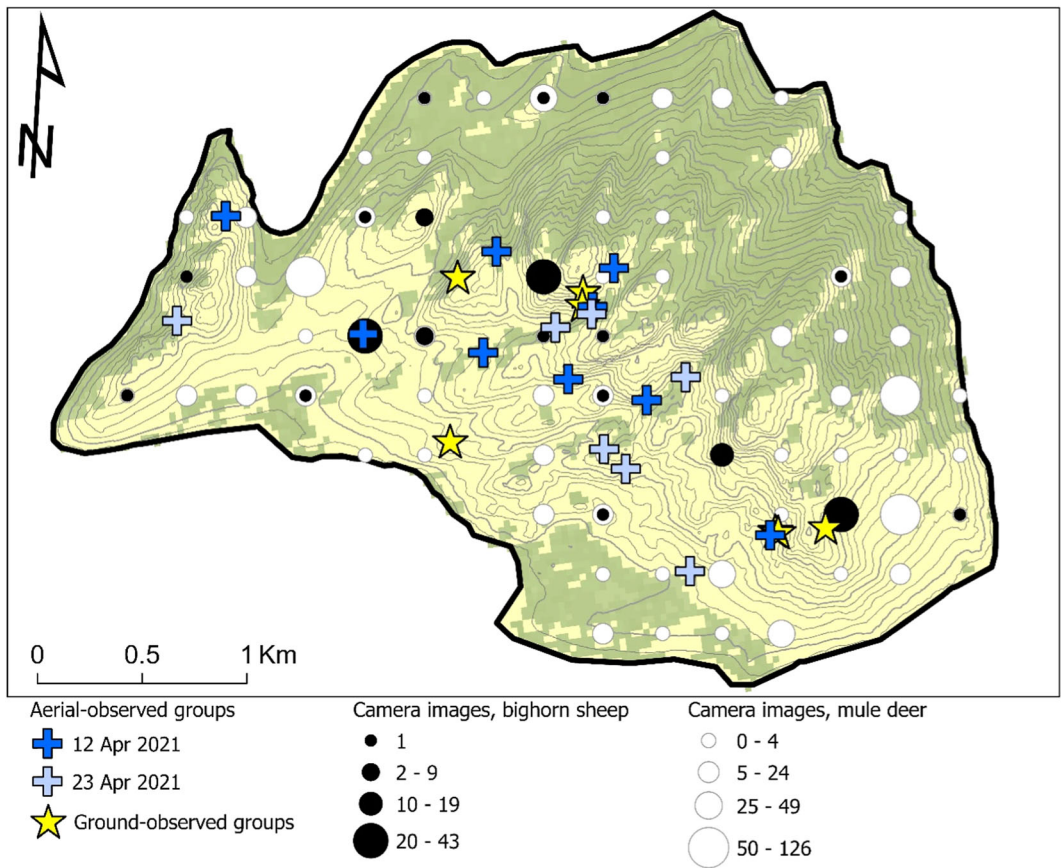 N
0 0.5 1 Km
Aerial-observed groups
12 Apr 2021
23 Apr 2021
Ground-observed groups
Camera images, bighorn sheep
1
2 - 9
10 - 19
20 - 43
Camera images, mule deer
0 - 4
5 - 24
25 - 49
50 - 126